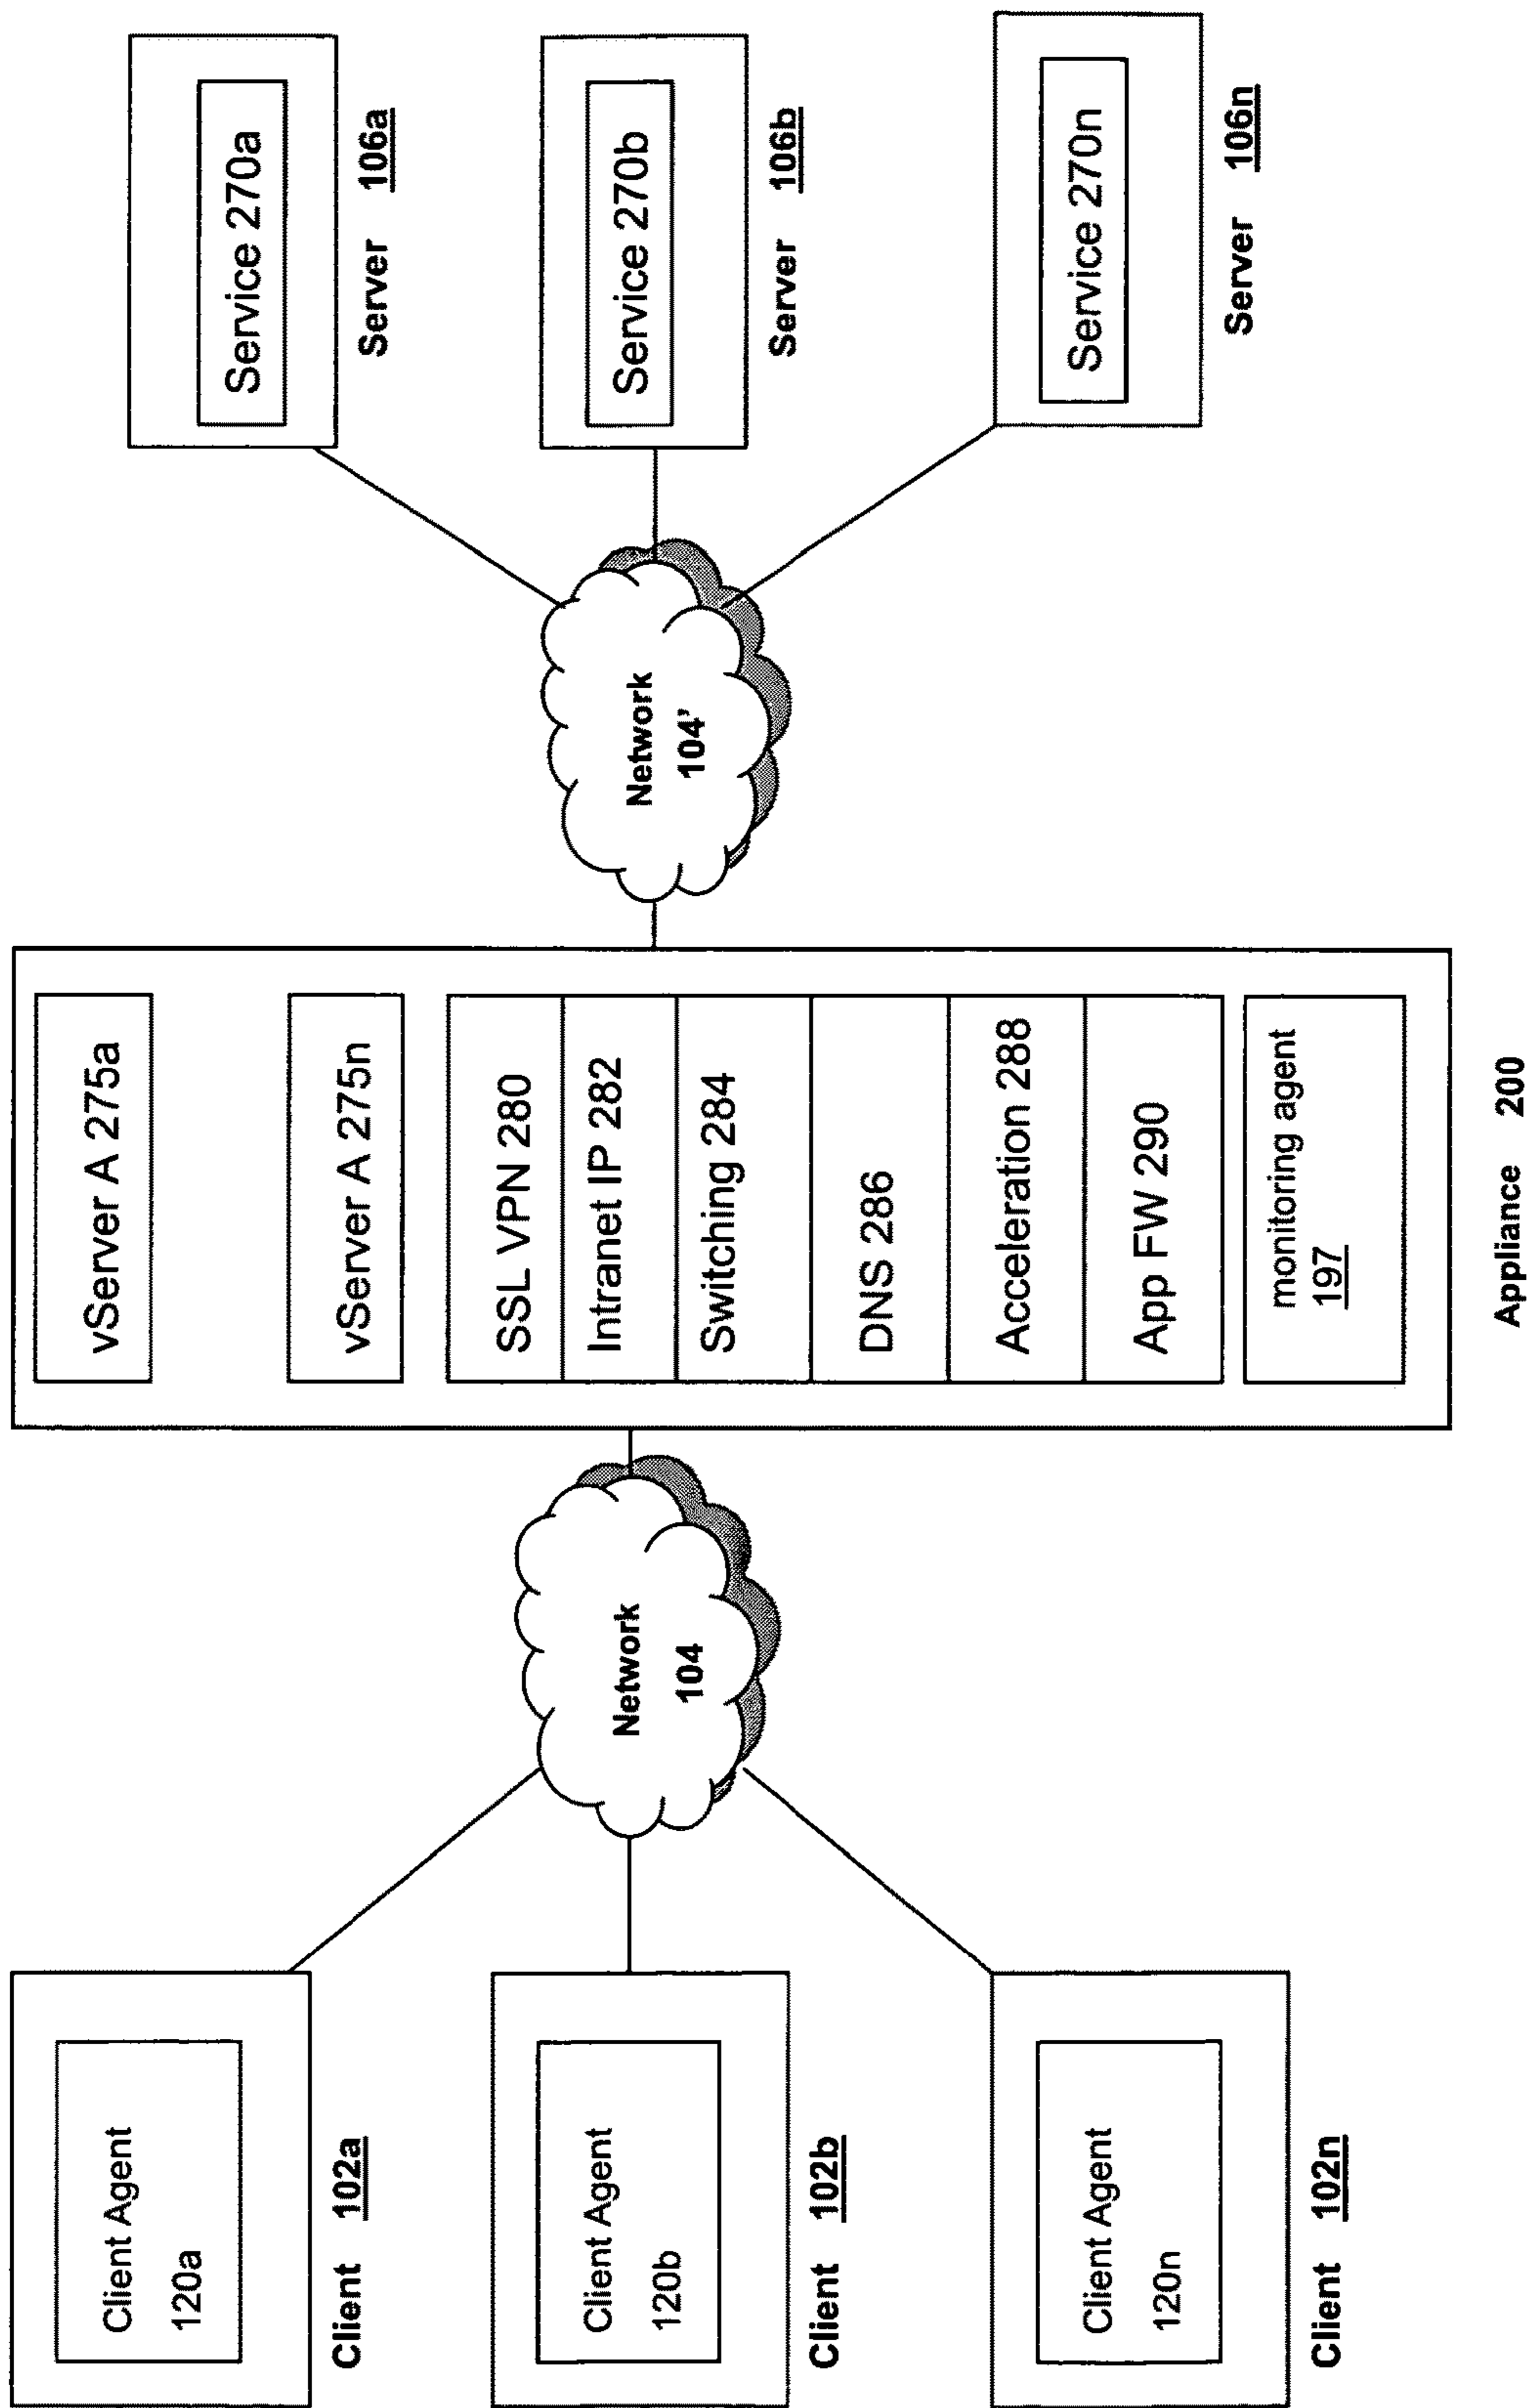 Client Agent
120a
Client 102a
Client Agent
120b
Client 102b
Client Agent
120n
Client 102n
Network
104
vServer A 275a
vServer A 275n
SSL VPN 280
Intranet IP 282
Switching 284
DNS 286
Acceleration 288
App FW 290
monitoring agent
197
Appliance 200
Network
104'
Service 270a
Server 106a
Service 270b
Server 106b
Service 270n
Server 106n